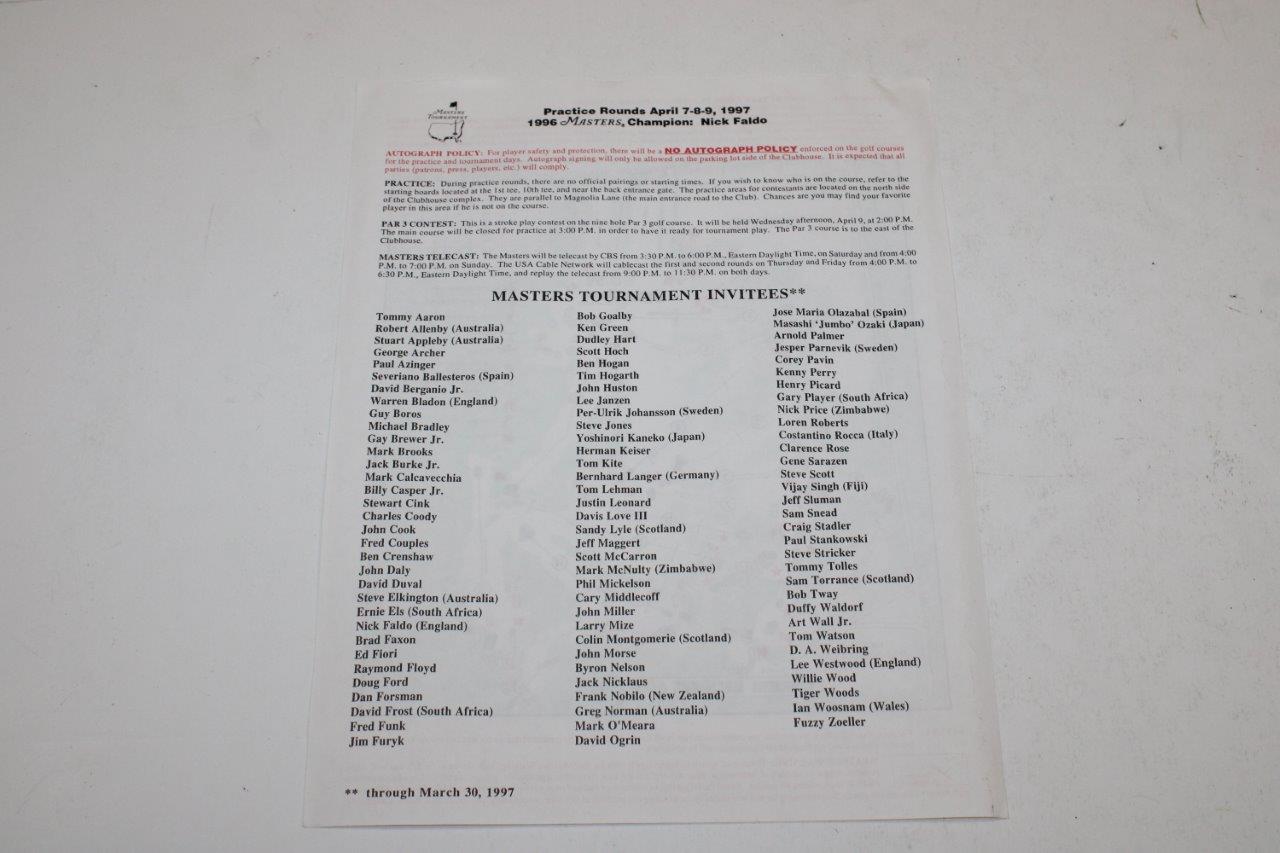 Masters
Tournament
Practice Rounds April 7-8-9, 1997
1996 MASTERS, Champion: Nick Faldo
AUTOGRAPH POLICY: For player safety and protection, there will be a NO AUTOGRAPH POLICY enforced on the golf courses
for the practice and tournament days. Autograph signing will only be allowed on the parking lot side of the Clubhouse. It is expected that all
parties (patrons, press, players, etc.) will comply.
PRACTICE: During practice rounds, there are no official pairings or starting times. If you wish to know who is on the course, refer to the
starting boards located at the 1st tee, 10th tee, and near the back entrance gate. The practice areas for contestants are located on the north side
of the Clubhouse complex. They are parallel to Magnolia Lane (the main entrance road to the Club). Chances are you may find your favorite
player in this area if he is not on the course.
PAR 3 CONTEST: This is a stroke play contest on the nine hole Par 3 golf course. It will be held Wednesday afternoon, April 9, at 2:00 P.M.
The main course will be closed for practice at 3:00 P.M. in order to have it ready for tournament play. The Par 3 course is to the east of the
Clubhouse.
MASTERS TELECAST: The Masters will be telecast by CBS from 3:30 P.M. to 6:00 P.M., Eastern Daylight Time, on Saturday and from 4:00
P.M. to 7:00 P.M. on Sunday. The USA Cable Network will cablecast the first and second rounds on Thursday and Friday from 4:00 P.M. to
6:30 P.M., Eastern Daylight Time, and replay the telecast from 9:00 P.M. to 11:30 P.M. on both days.
MASTERS TOURNAMENT INVITEES**
Tommy Aaron
Robert Allenby (Australia)
Stuart Appleby (Australia)
George Archer
Paul Azinger
Severiano Ballesteros (Spain)
David Berganio Jr.
Warren Bladon (England)
Guy Boros
Michael Bradley
Gay Brewer Jr.
Mark Brooks
Jack Burke Jr.
Mark Calcavecchia
Billy Casper Jr.
Stewart Cink
Charles Coody
John Cook
Fred Couples
Ben Crenshaw
John Daly
David Duval
Steve Elkington (Australia)
Ernie Els (South Africa)
Nick Faldo (England)
Brad Faxon
Ed Fiori
Raymond Floyd
Doug Ford
Dan Forsman
David Frost (South Africa)
Fred Funk
Jim Furyk
Bob Goalby
Ken Green
Dudley Hart
Scott Hoch
Ben Hogan
Tim Hogarth
John Huston
Lee Janzen
Per-Ulrik Johansson (Sweden)
Steve Jones
Yoshinori Kaneko (Japan)
Herman Keiser
Tom Kite
Bernhard Langer (Germany)
Tom Lehman
Justin Leonard
Davis Love III
Sandy Lyle (Scotland)
Jeff Maggert
Scott McCarron
Mark McNulty (Zimbabwe)
Phil Mickelson
Cary Middlecoff
John Miller
Larry Mize
Colin Montgomerie (Scotland)
John Morse
Byron Nelson
Jack Nicklaus
Frank Nobilo (New Zealand)
Greg Norman (Australia)
Mark O'Meara
David Ogrin
Jose Maria Olazabal (Spain)
Masashi 'Jumbo' Ozaki (Japan)
Arnold Palmer
Jesper Parnevik (Sweden)
Corey Pavin
Kenny Perry
Henry Picard
Gary Player (South Africa)
Nick Price (Zimbabwe)
Loren Roberts
Costantino Rocca (Italy)
Clarence Rose
Gene Sarazen
Steve Scott
Vijay Singh (Fiji)
Jeff Sluman
Sam Snead
Craig Stadler
Paul Stankowski
Steve Stricker
Tommy Tolles
Sam Torrance (Scotland)
Bob Tway
Duffy Waldorf
Art Wall Jr.
Tom Watson
D. A. Weibring
Lee Westwood (England)
Willie Wood
Tiger Woods
Ian Woosnam (Wales)
Fuzzy Zoeller
** through March 30, 1997